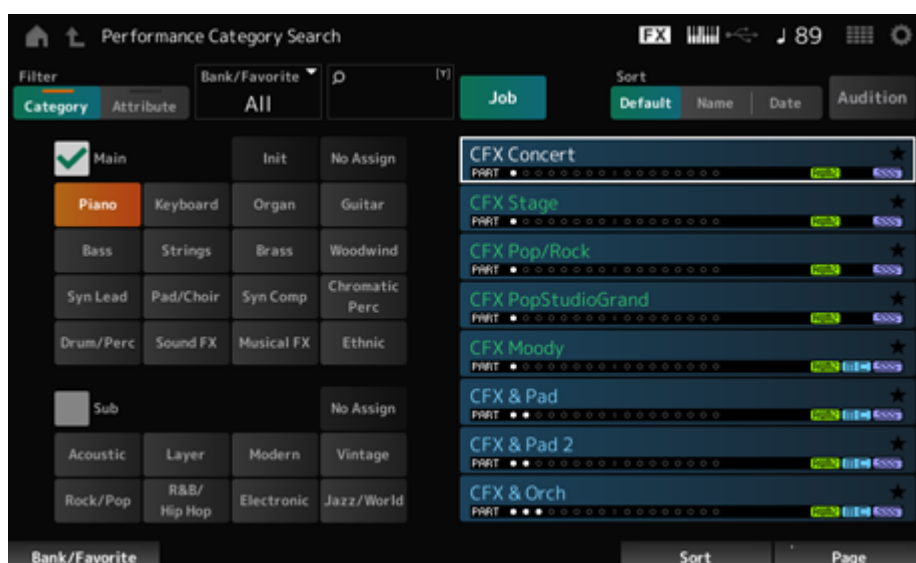 Performance Category Search
FX
89
Filter
Category Attribute
Bank/Favorite
All
Job
Sort
Default Name Date
Audition
Main Init No Assign
Piano Keyboard Organ Guitar
Bass Strings Brass Woodwind
Syn Lead Pad/Choir Syn Comp Chromatic
Perc
Drum/Perc Sound FX Musical FX Ethnic
Sub No Assign
Acoustic Layer Modern Vintage
Rock/Pop R&B/
Hip Hop
Electronic Jazz/World
CFX Concert
PART
CFX Stage
PART
CFX Pop/Rock
PART
CFX PopStudioGrand
PART
CFX Moody
PART
CFX & Pad
PART
CFX & Pad 2
PART
CFX & Orch
PART
Bank/Favorite Sort Page